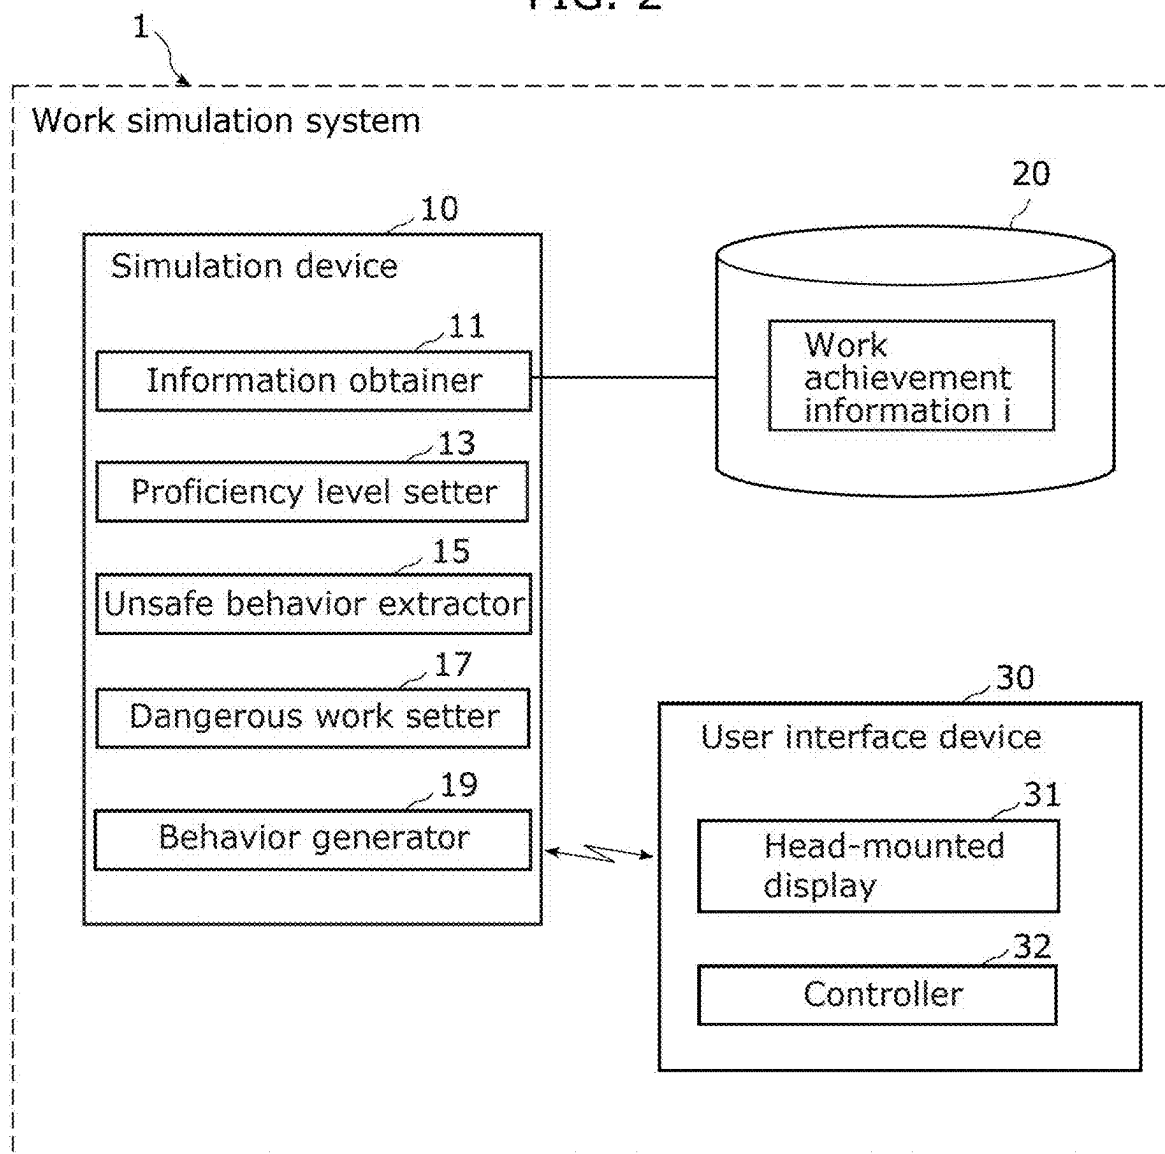 FIG. 2
1
Work simulation system
10
Simulation device
11
Information obtainer
13
Proficiency level setter
15
Unsafe behavior extractor
17
Dangerous work setter
19
Behavior generator
20
Work
achievement
information i
30
User interface device
31
Head-mounted
display
32
Controller